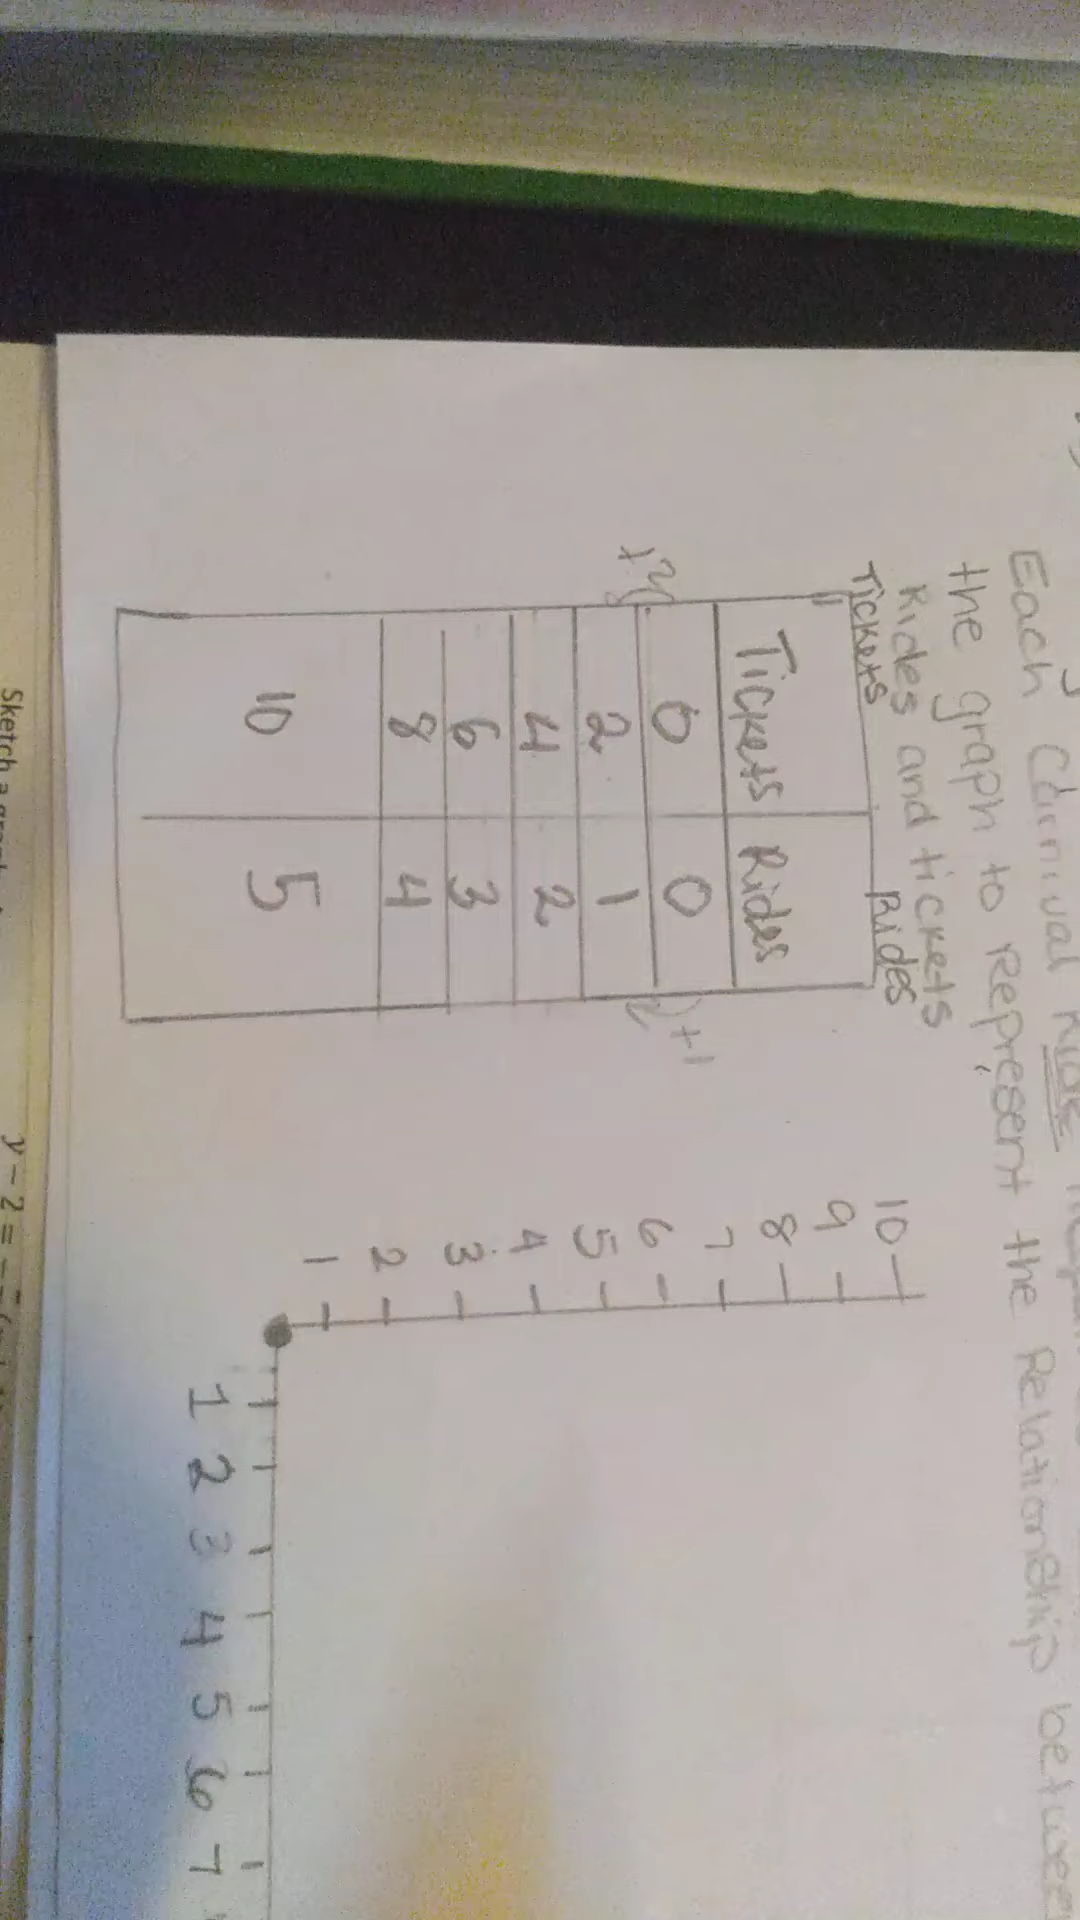 Each Carnival Ride
the graph to Represent the Relationship between
Rides and tickets
Tickets Rides
Tickets Rides
0 0
2 1
4 2
6 3
8 4
10 5
+2
+1
10
9
8
7
6
5
4
3
2
1
1 2 3 4 5 6 7
Sketch a
y - 2 = -